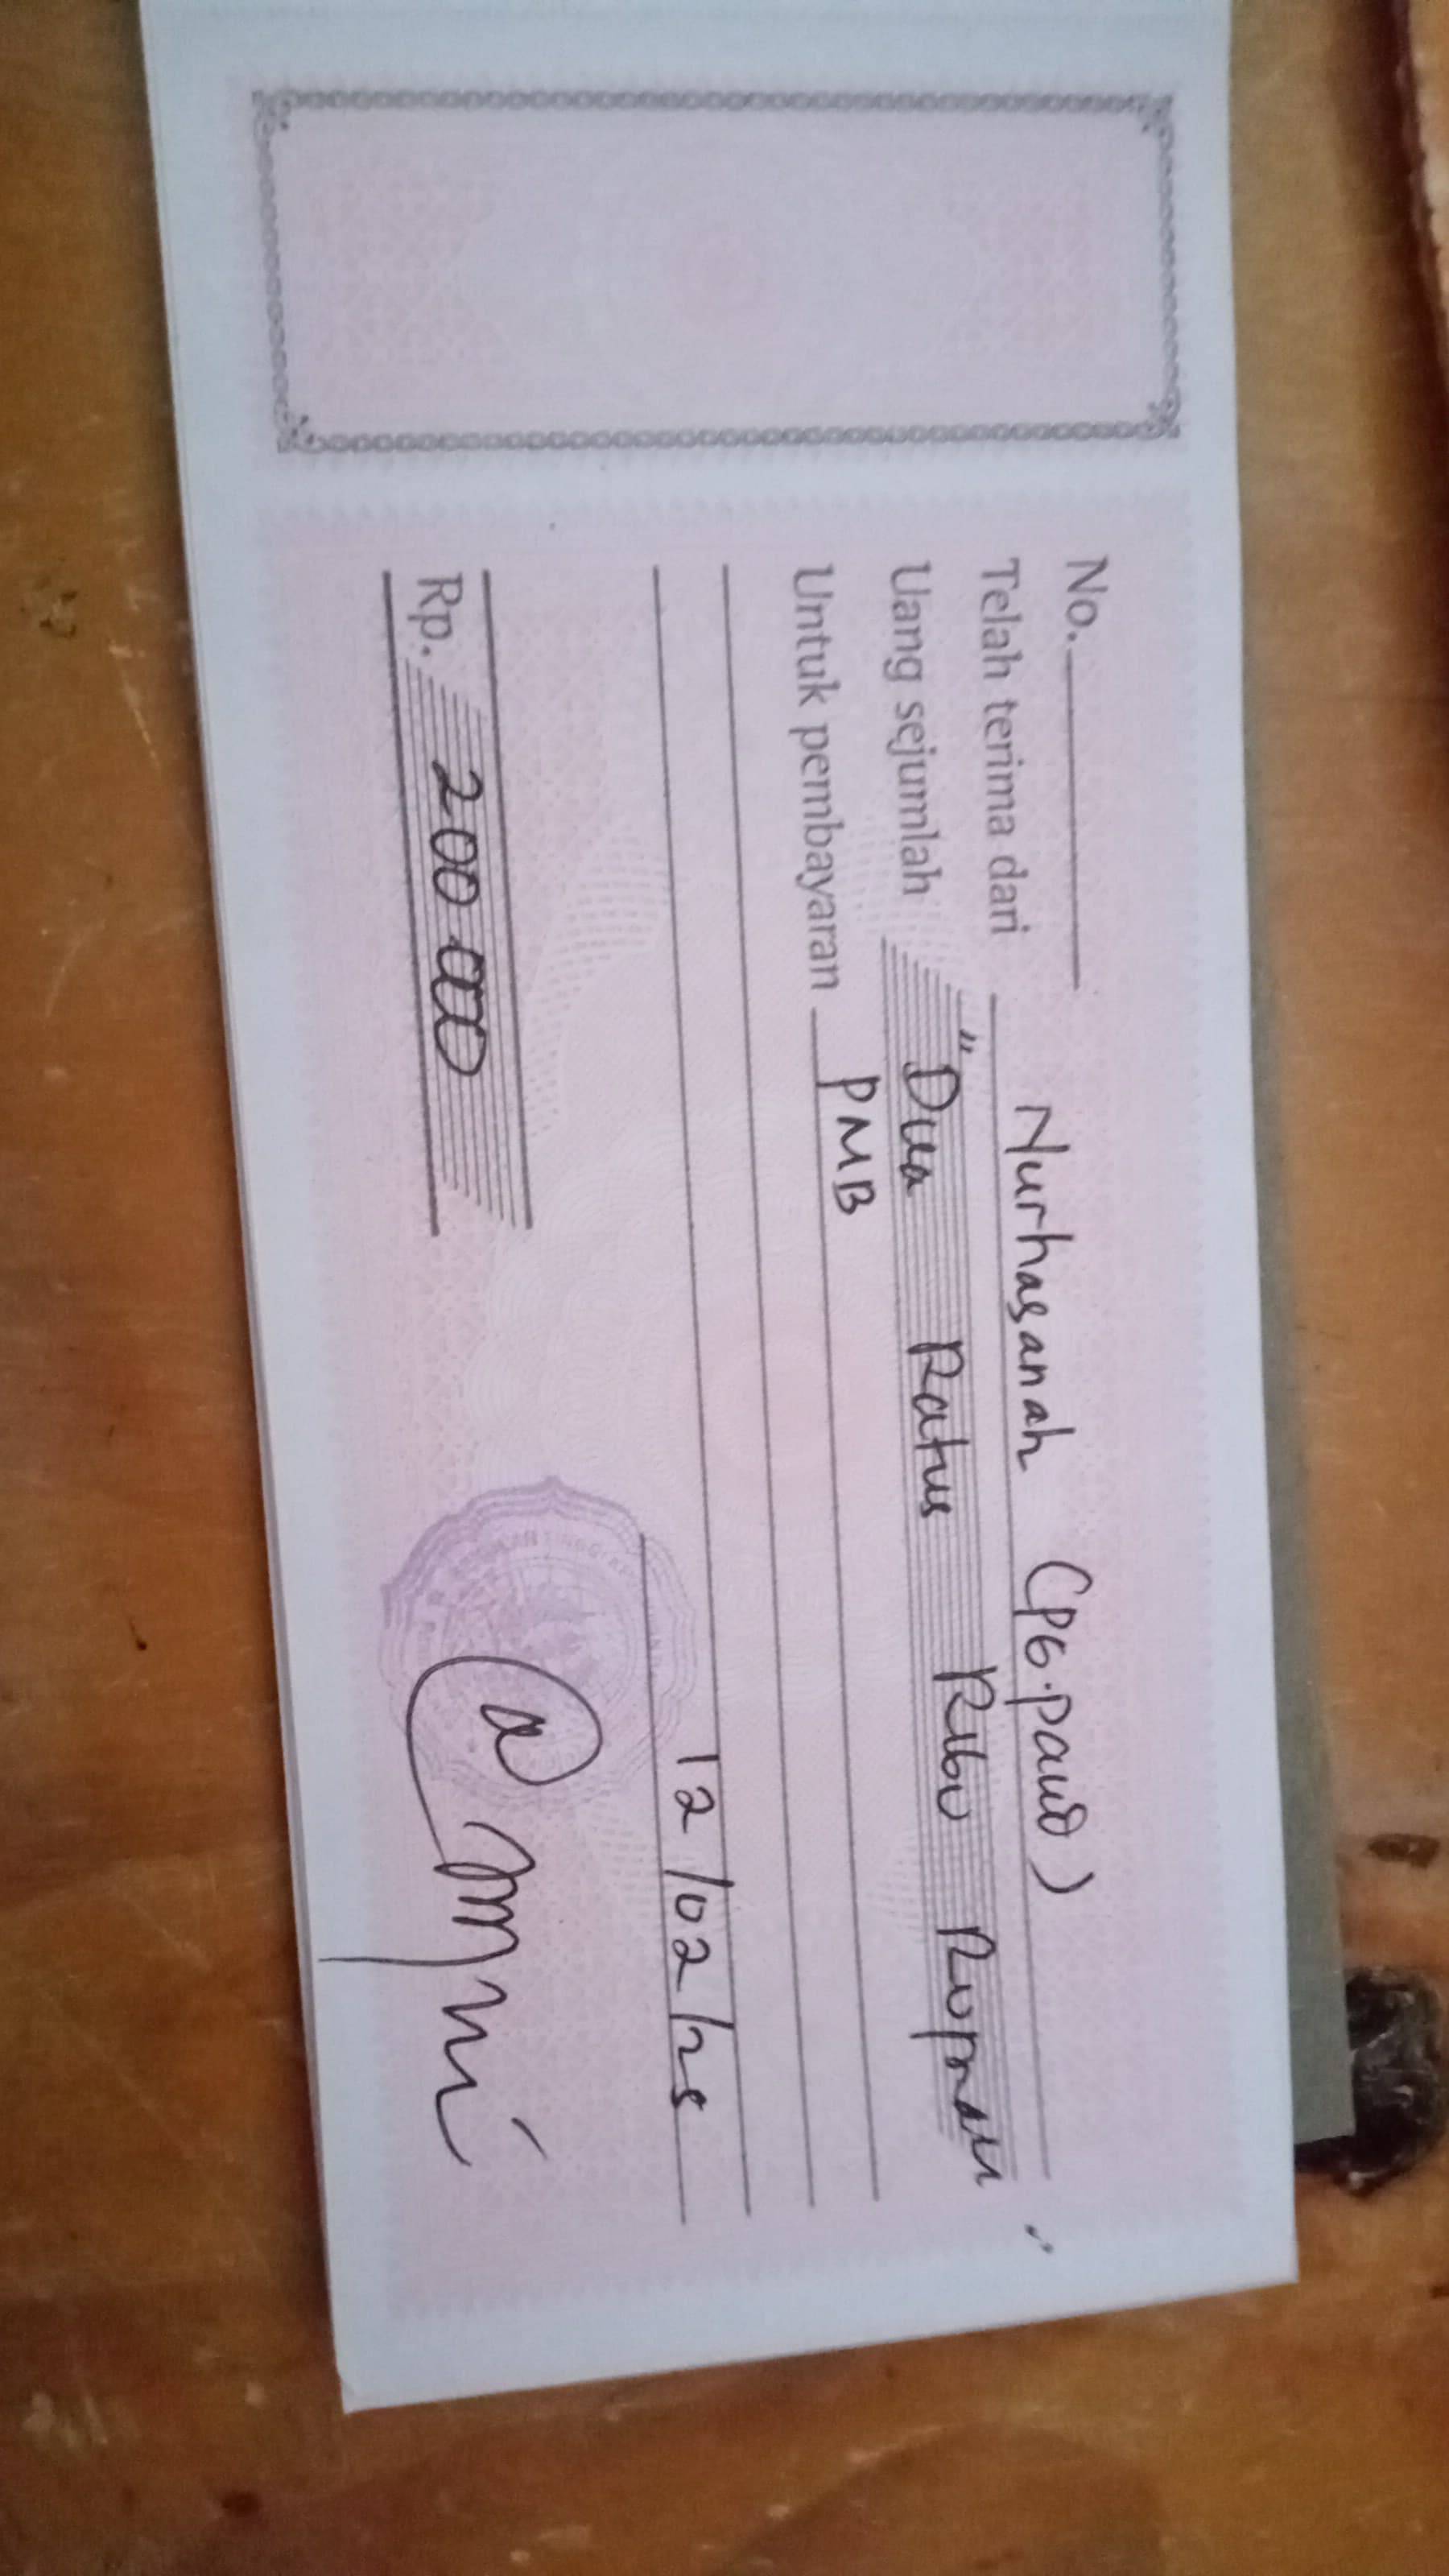 No.
Telah terima dari Nurhasanah (PG.PAUD)
Uang sejumlah "Dua Ratus Ribu Rupiah"
Untuk pembayaran PMB
12/02/25
Rp. 200.000